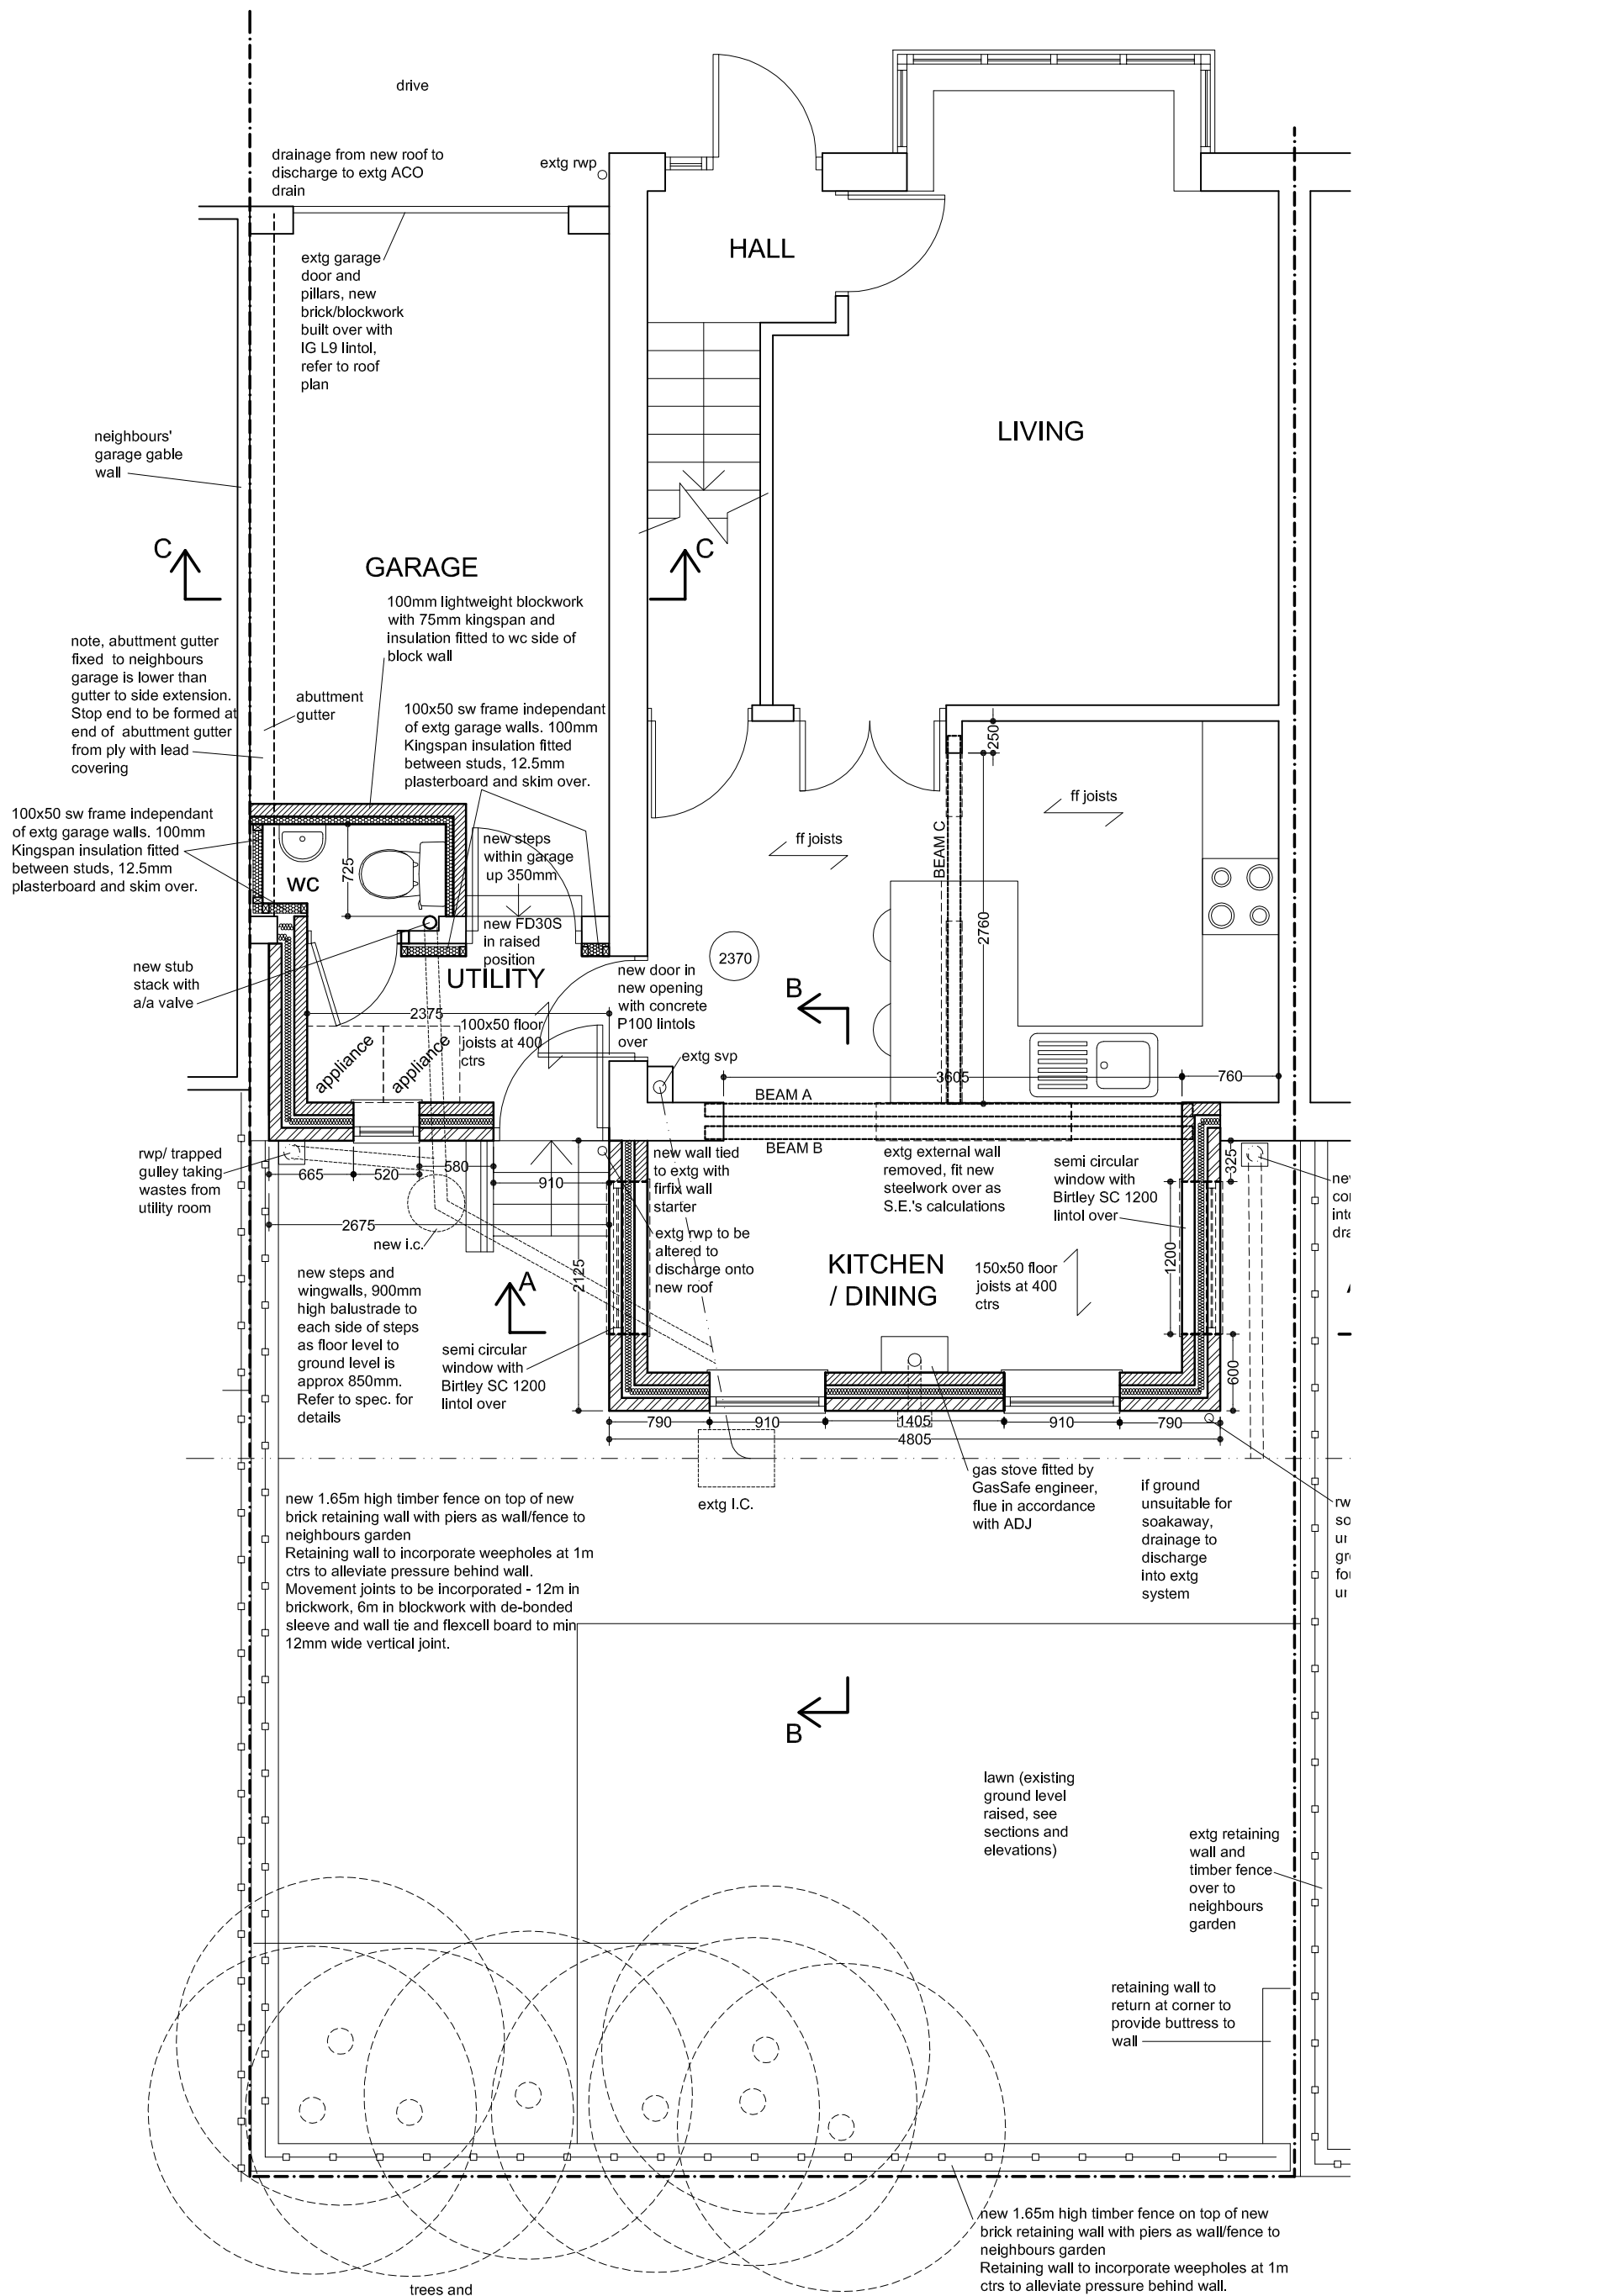 drive
drainage from new roof to
discharge to extg ACO
drain
extg rwp
HALL
extg garage
door and
pillars, new
brick/blockwork
built over with
IG L9 lintol,
refer to roof
plan
LIVING
neighbours'
garage gable
wall
C
C
GARAGE
100mm lightweight blockwork
with 75mm kingspan and
insulation fitted to wc side of
block wall
note, abuttment gutter
fixed to neighbours
garage is lower than
gutter to side extension.
Stop end to be formed at
end of abuttment gutter
from ply with lead
covering
abuttment
gutter
100x50 sw frame independant
of extg garage walls. 100mm
Kingspan insulation fitted
between studs, 12.5mm
plasterboard and skim over.
250
ff joists
ff joists
BEAM C
100x50 sw frame independant
of extg garage walls. 100mm
Kingspan insulation fitted
between studs, 12.5mm
plasterboard and skim over.
WC
725
new steps
within garage
up 350mm
new FD30S
in raised
position
2760
2370
new stub
stack with
a/a valve
UTILITY
new door in
new opening
with concrete
P100 lintols
over
B
2375
100x50 floor
joists at 400
ctrs
appliance
appliance
extg svp
3605
760
BEAM A
BEAM B
rwp/ trapped
gulley taking
wastes from
utility room
665
520
580
910
2675
new i.c.
new wall tied
to extg with
firfix wall
starter
extg external wall
removed, fit new
steelwork over as
S.E.'s calculations
semi circular
window with
Birtley SC 1200
lintol over
325
1200
600
extg rwp to be
altered to
discharge onto
new roof
KITCHEN
/ DINING
150x50 floor
joists at 400
ctrs
2125
A
new steps and
wingwalls, 900mm
high balustrade to
each side of steps
as floor level to
ground level is
approx 850mm.
Refer to spec. for
details
semi circular
window with
Birtley SC 1200
lintol over
790
910
1405
910
790
4805
extg I.C.
gas stove fitted by
GasSafe engineer,
flue in accordance
with ADJ
if ground
unsuitable for
soakaway,
drainage to
discharge
into extg
system
new 1.65m high timber fence on top of new
brick retaining wall with piers as wall/fence to
neighbours garden
Retaining wall to incorporate weepholes at 1m
ctrs to alleviate pressure behind wall.
Movement joints to be incorporated - 12m in
brickwork, 6m in blockwork with de-bonded
sleeve and wall tie and flexcell board to min
12mm wide vertical joint.
B
lawn (existing
ground level
raised, see
sections and
elevations)
extg retaining
wall and
timber fence
over to
neighbours
garden
retaining wall to
return at corner to
provide buttress to
wall
new 1.65m high timber fence on top of new
brick retaining wall with piers as wall/fence to
neighbours garden
Retaining wall to incorporate weepholes at 1m
ctrs to alleviate pressure behind wall.
trees and